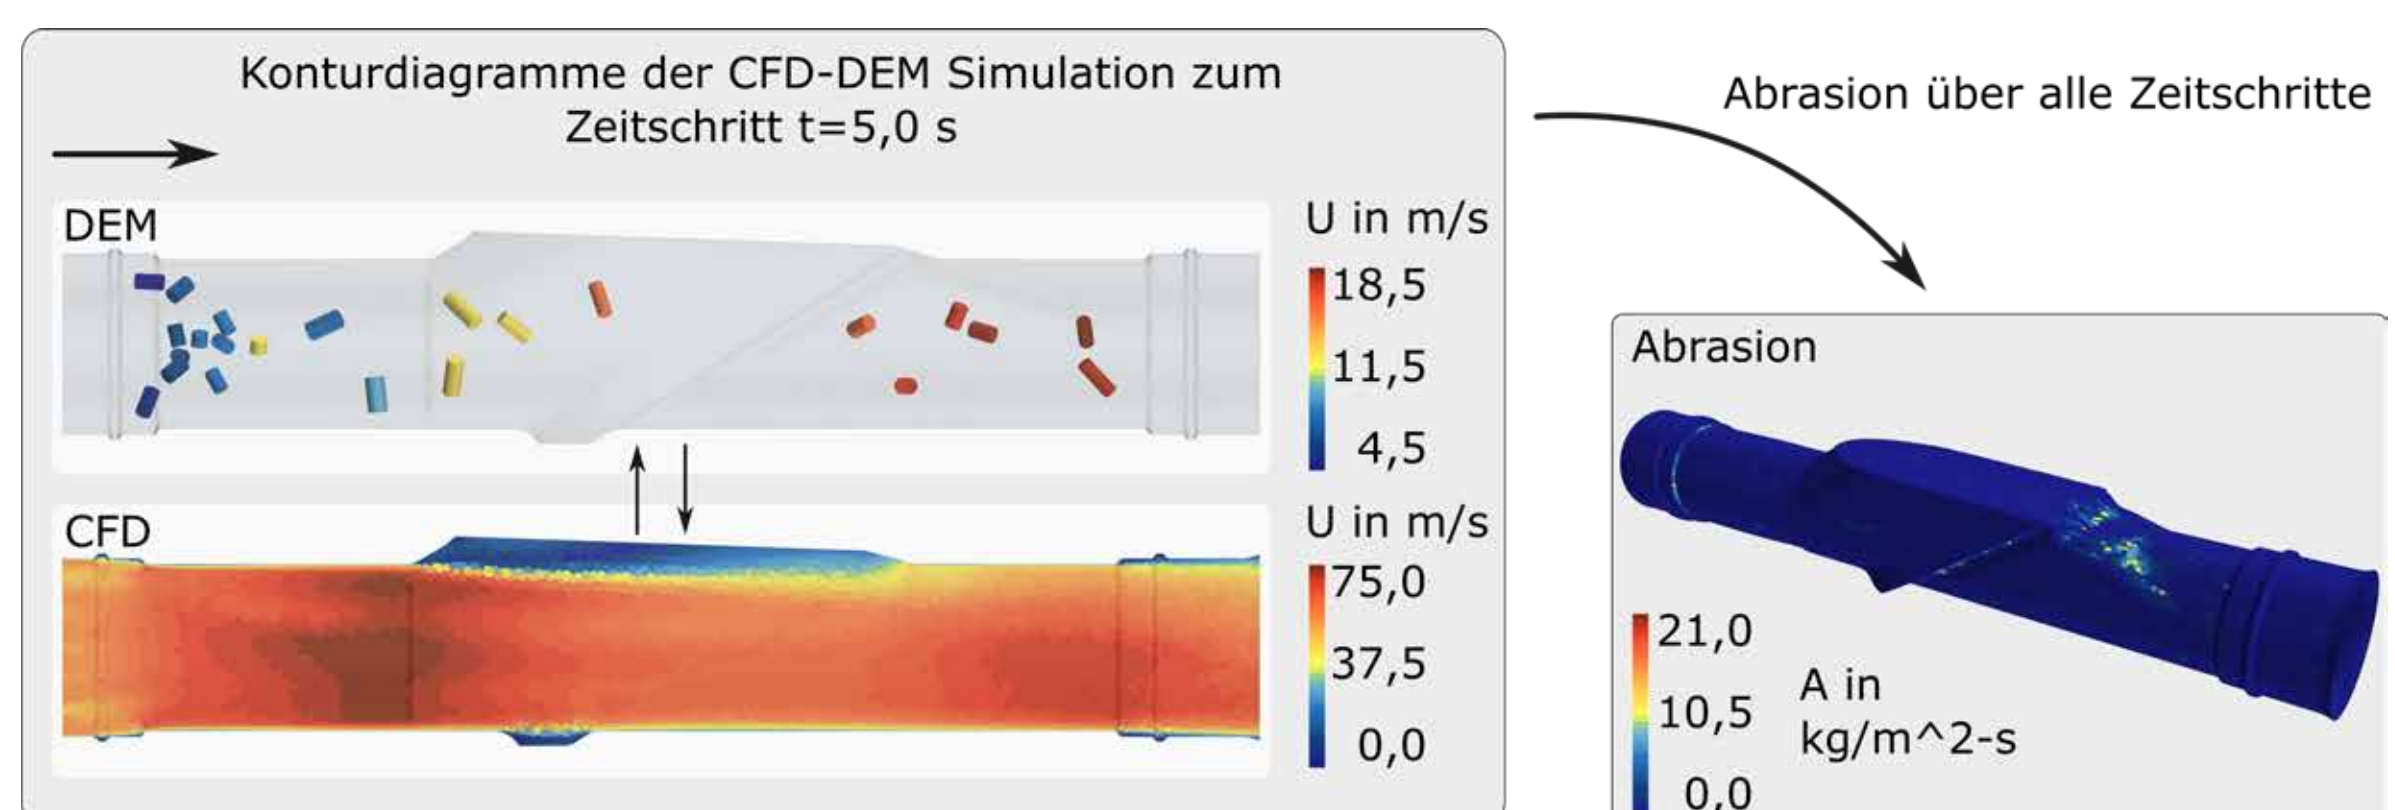 Konturdiagramme der CFD-DEM Simulation zum
Zeitschritt t=5,0 s
DEM
U in m/s
18,5
11,5
4,5
CFD
U in m/s
75,0
37,5
0,0
Abrasion über alle Zeitschritte
Abrasion
21,0
10,5
0,0
A in
kg/m^2-s